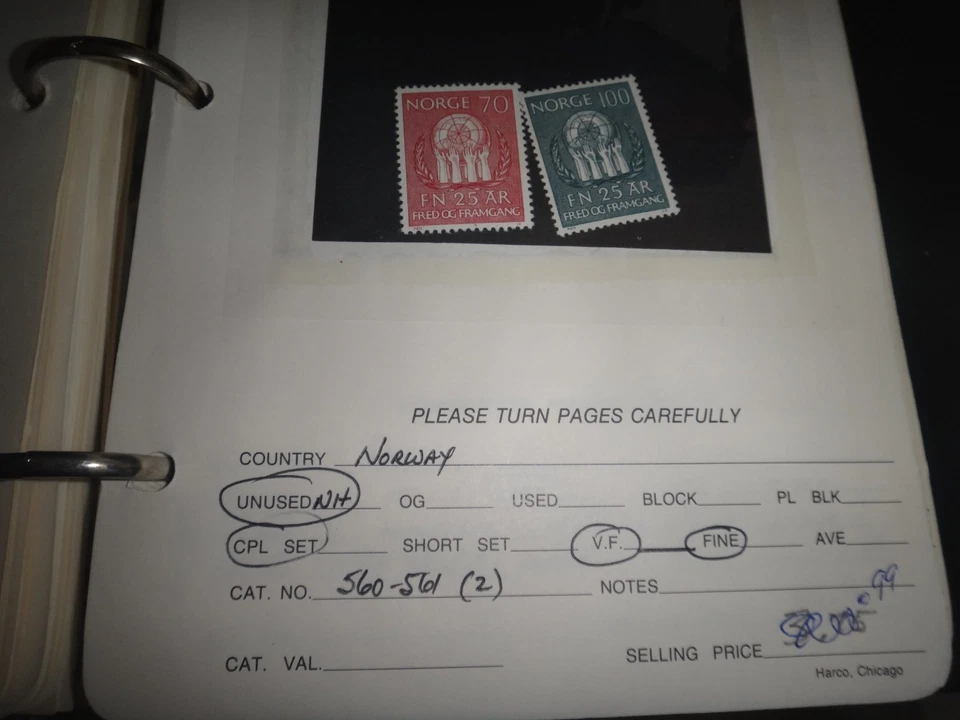 NORGE 70
FN 25 ÅR
FRED OG FRAMGANG
NORGE 100
FN 25 ÅR
FRED OG FRAMGANG
PLEASE TURN PAGES CAREFULLY
COUNTRY NORWAY
UNUSED NH OG USED BLOCK PL BLK
CPL SET SHORT SET V.F. FINE AVE
CAT. NO. 560-561 (2) NOTES
.99
CAT. VAL. SELLING PRICE
Harco, Chicago